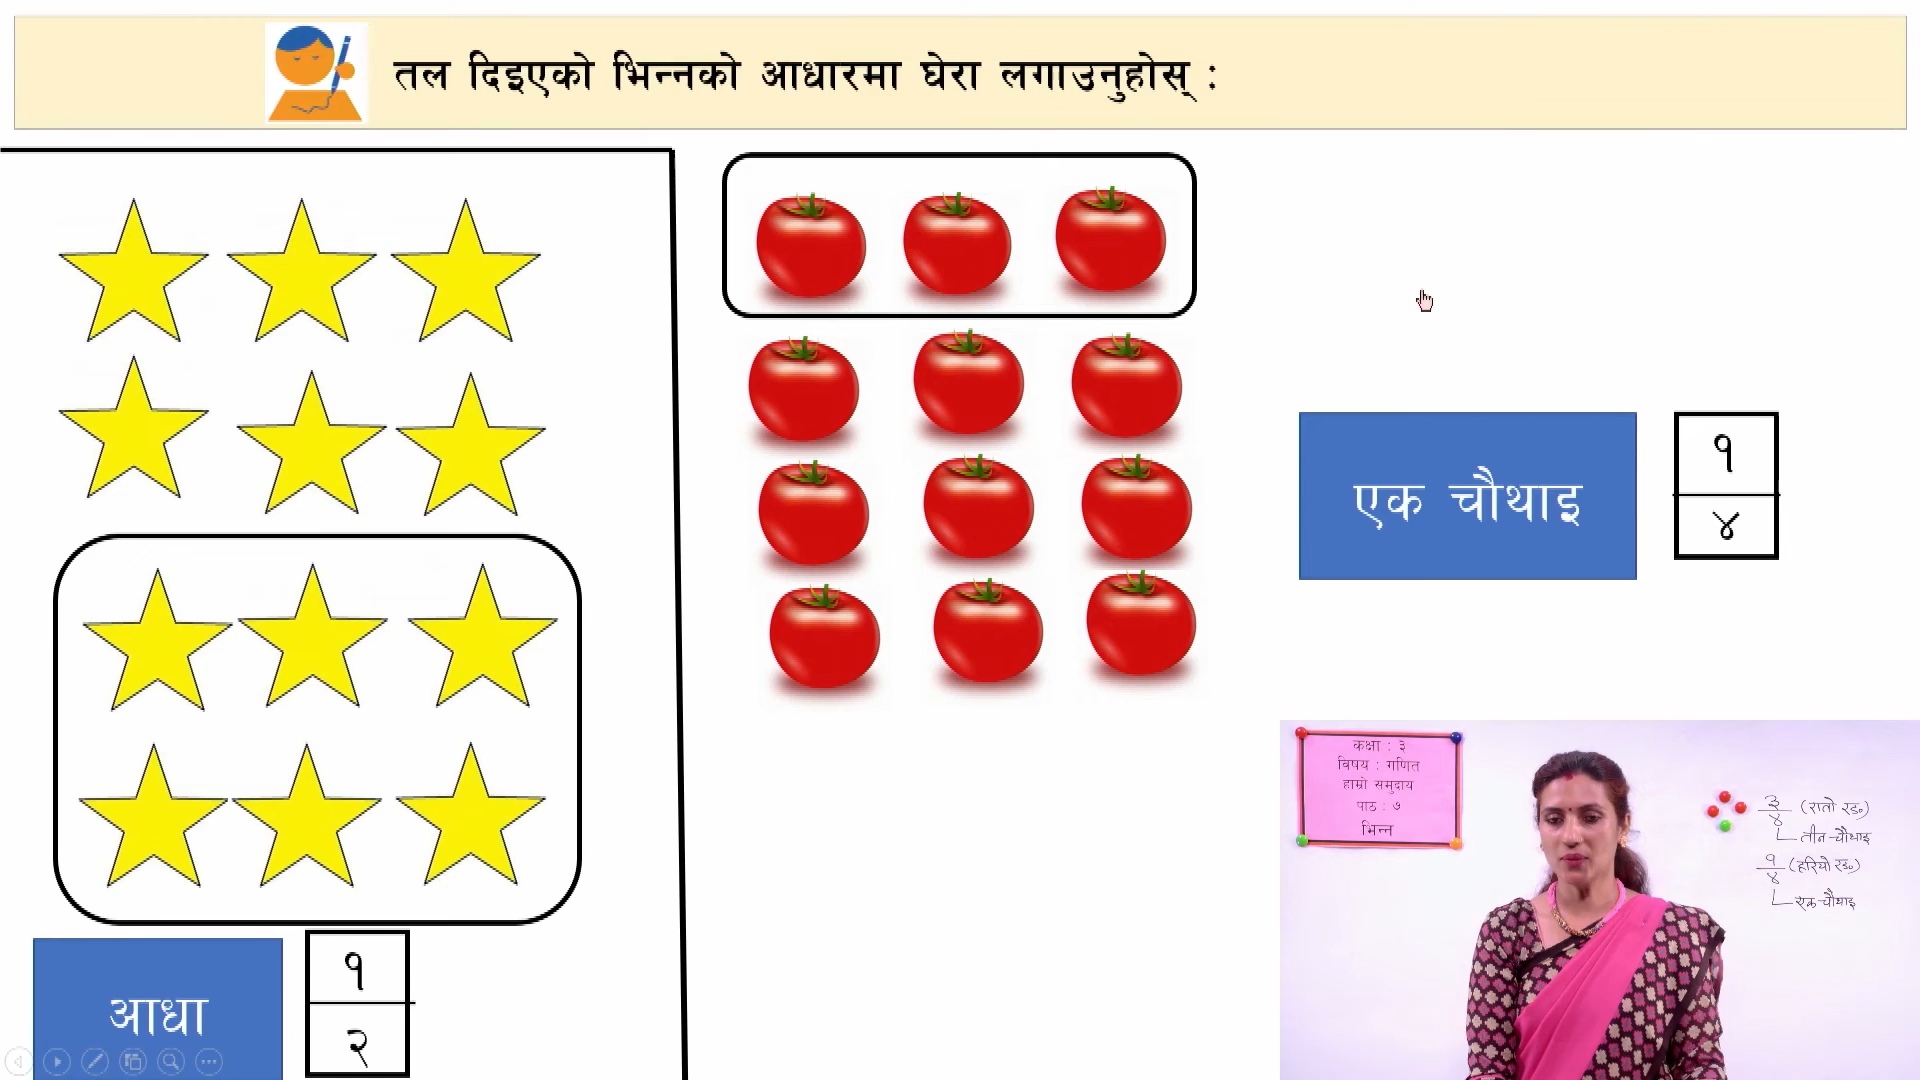 तल दिइएको भिन्नको आधारमा घेरा लगाउनुहोस् :
एक चौथाइ
१
४
आधा
१
२
कक्षा : ३
विषय : गणित
हाम्रो समुदाय
पाठ : ७
भिन्न
३
४ (रातो रङ)
तीन-चौथाइ
१
४ (हरियो रङ)
एक-चौथाइ